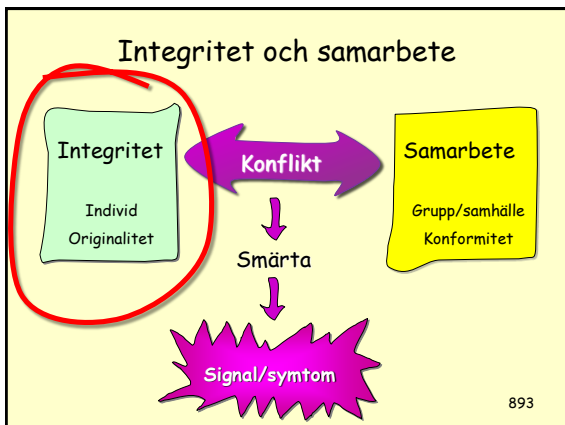 Integritet och samarbete
Integritet
Individ
Originalitet
Konflikt
Samarbete
Grupp/samhälle
Konformitet
Smärta
Signal/symtom
893